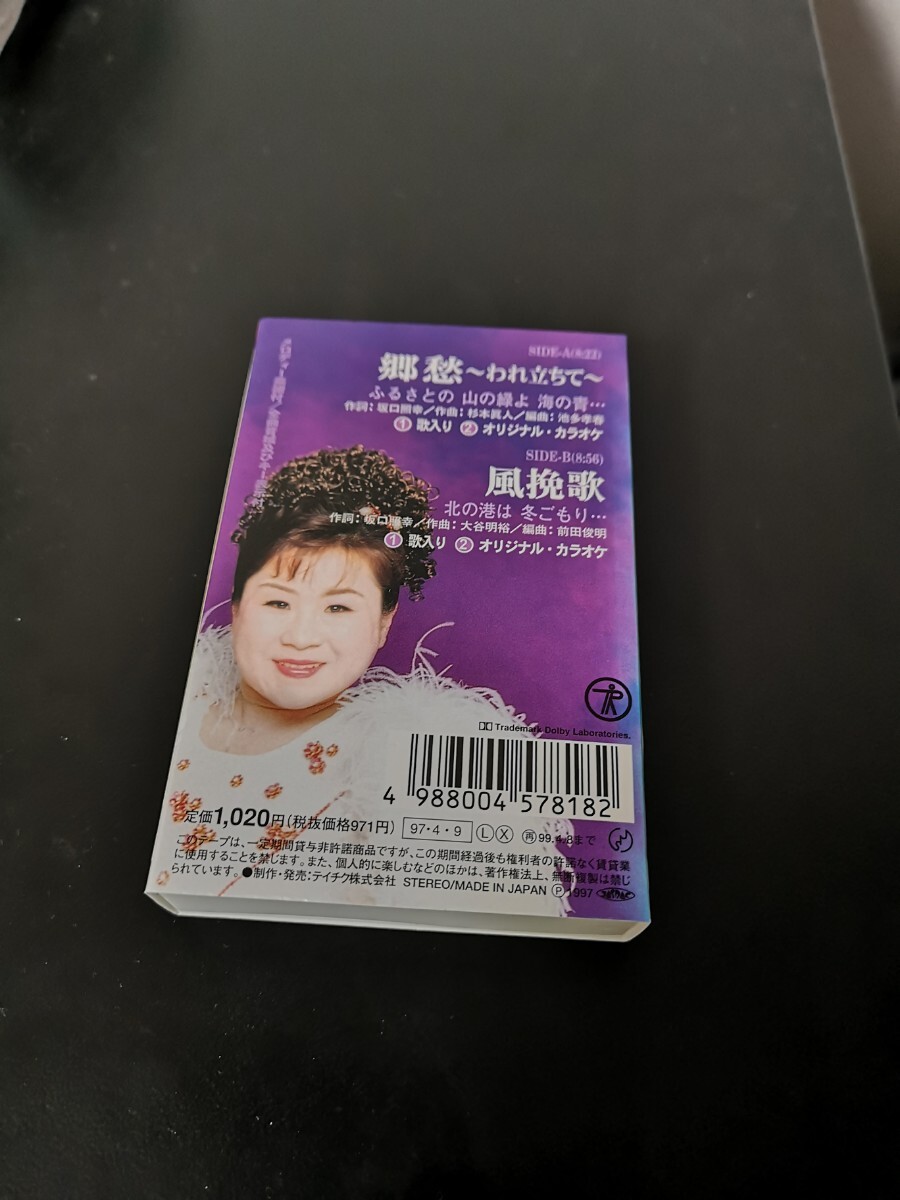 SIDE-A(8:23)
郷愁～われ立ちて～
ふるさとの 山の緑よ 海の青…
作詞：坂口照幸／作曲：杉本眞人／編曲：池多孝春
① 歌入り ② オリジナル・カラオケ
SIDE-B(8:56)
風挽歌
北の港は 冬ごもり…
作詞：坂口照幸／作曲：大谷明裕／編曲：前田俊明
① 歌入り ② オリジナル・カラオケ
Trademark Dolby Laboratories.
4 988004 578182
定価1,020円(税抜価格971円) 97・4・9 Ⓛ Ⓧ 再 99.4.8まで
このテープは、一定期間貸与非許諾商品ですが、この期間経過後も権利者の許諾なく賃貸業
に使用することを禁じます。また、個人的に楽しむなどのほかは、著作権法上、無断複製は禁じ
られています。●制作・発売：テイチク株式会社 STEREO/MADE IN JAPAN Ⓟ1997